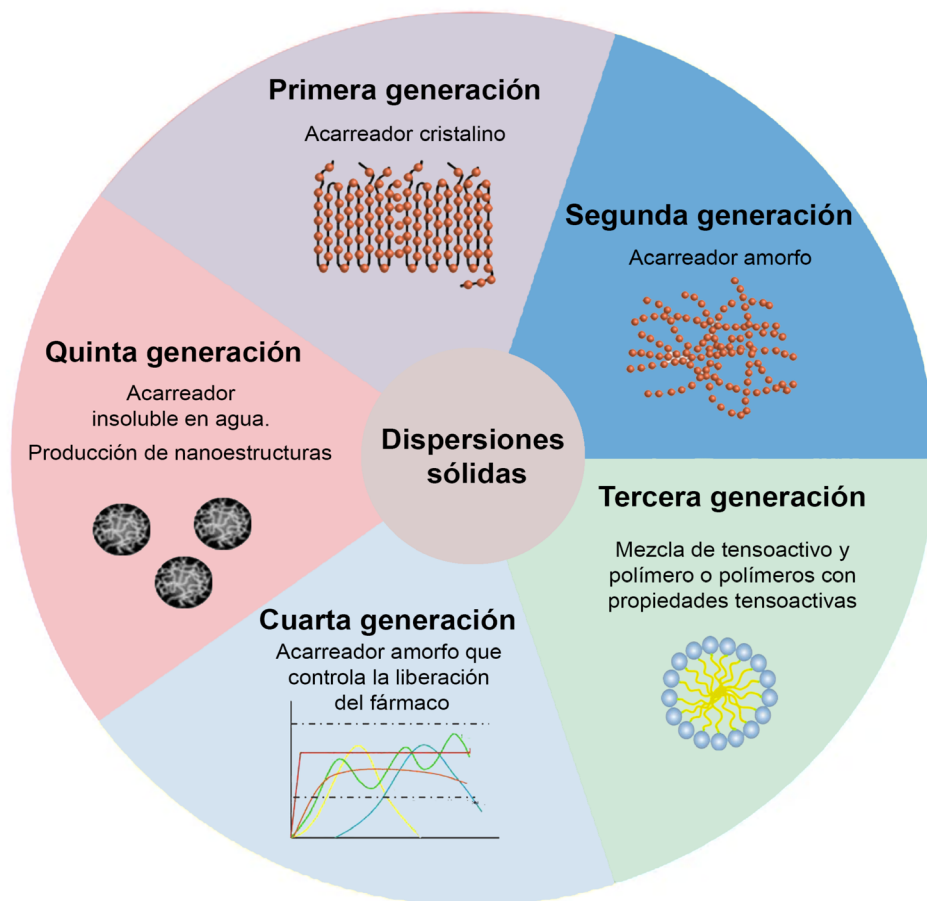 Primera generación
Acarreador cristalino
Segunda generación
Acarreador amorfo
Tercera generación
Mezcla de tensoactivo y
polímero o polímeros con
propiedades tensoactivas
Cuarta generación
Acarreador amorfo que
controla la liberación
del fármaco
Quinta generación
Acarreador
insoluble en agua.
Producción de nanoestructuras
Dispersiones
sólidas